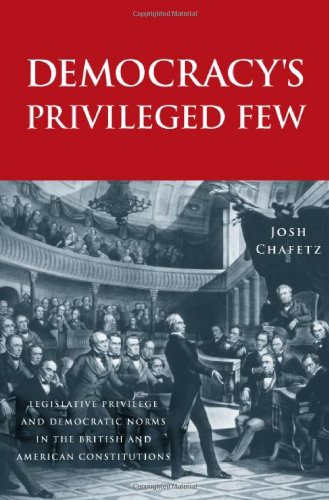 DEMOCRACY'S
PRIVILEGED FEW
JOSH
CHAFETZ
LEGISLATIVE PRIVILEGE
AND DEMOCRATIC NORMS
IN THE BRITISH AND
AMERICAN CONSTITUTIONS